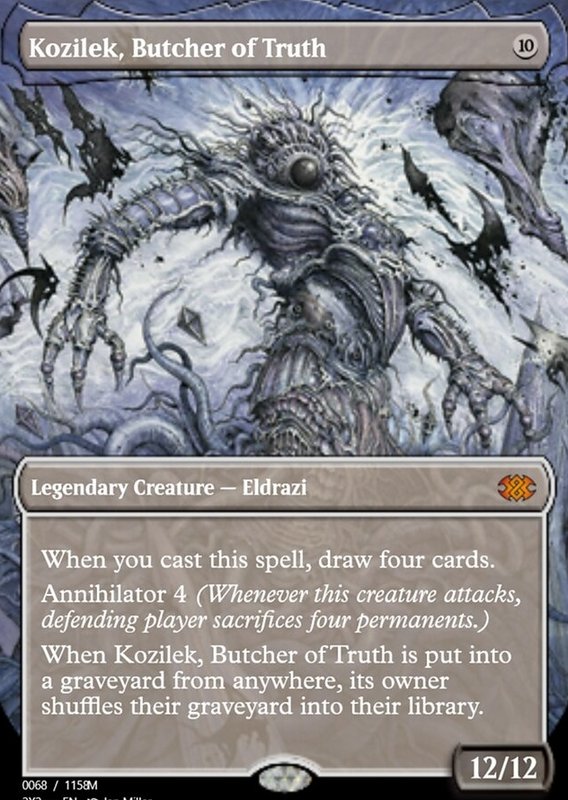 Kozilek, Butcher of Truth
10
Legendary Creature — Eldrazi
When you cast this spell, draw four cards.
Annihilator 4 (Whenever this creature attacks,
defending player sacrifices four permanents.)
When Kozilek, Butcher of Truth is put into
a graveyard from anywhere, its owner
shuffles their graveyard into their library.
12/12
0068 / 1158M